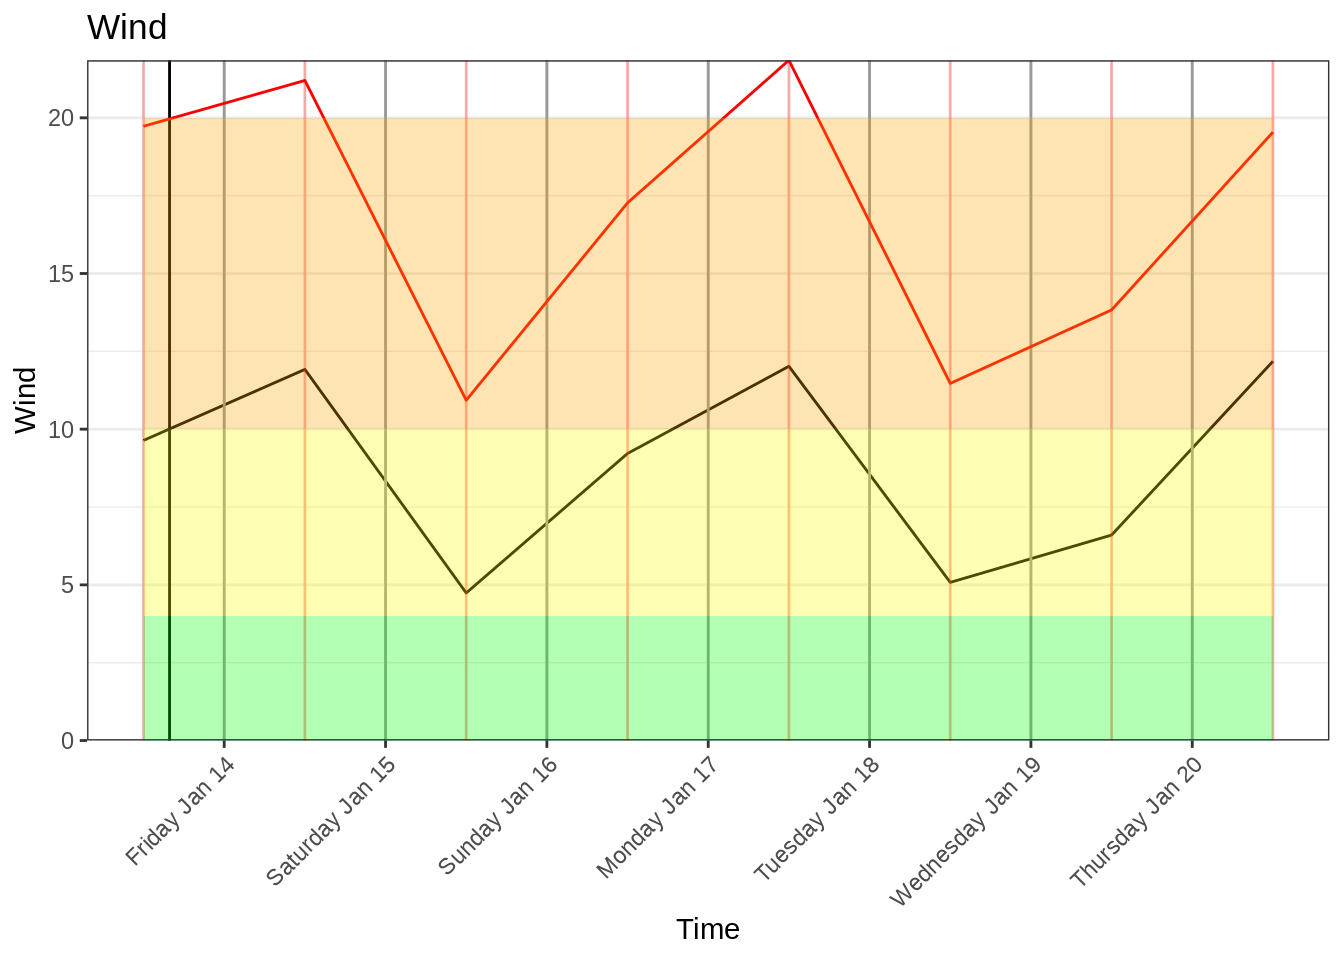 Wind
20
15
10
5
0
Wind
Friday Jan 14
Saturday Jan 15
Sunday Jan 16
Monday Jan 17
Tuesday Jan 18
Wednesday Jan 19
Thursday Jan 20
Time